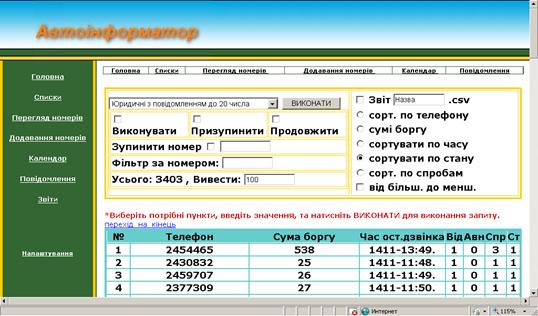 Автоінформатор
Головна Списки Перегляд номерів Додавання номерів Календар Повідомлення
Головна
Списки
Перегляд номерів
Додавання номерів
Календар
Повідомлення
Звіти
Налаштування
Юридичні з повідомленням до 20 числа ВИКОНАТИ
Виконувати Призупинити Продовжити
Зупинити номер
Фільтр за номером:
Усього: 3403 , Вивести: 100
Звіт Назва .csv
сорт. по телефону
сумі боргу
сортувати по часу
сортувати по стану
сорт. по спробам
від більш. до менш.
*Виберіть потрібні пункти, введіть значення, та натисніть ВИКОНАТИ для виконання запиту.
перехід на кінець
№ Телефон Сума боргу Час ост.дзвінка Від Авн Спр Ст
1 2454465 538 1411-13:49. 1 0 3 1
2 2430832 25 1411-11:48. 1 0 1 1
3 2459707 26 1411-11:49. 1 0 1 1
4 2377309 27 1411-11:50. 1 0 1 1
Интернет 115%